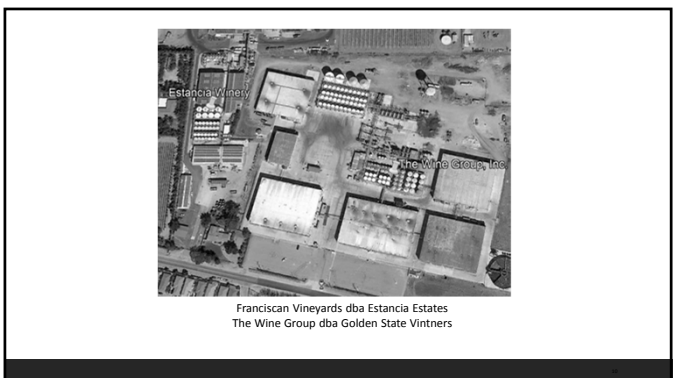 Estancia Winery
The Wine Group, Inc.
Franciscan Vineyards dba Estancia Estates
The Wine Group dba Golden State Vintners